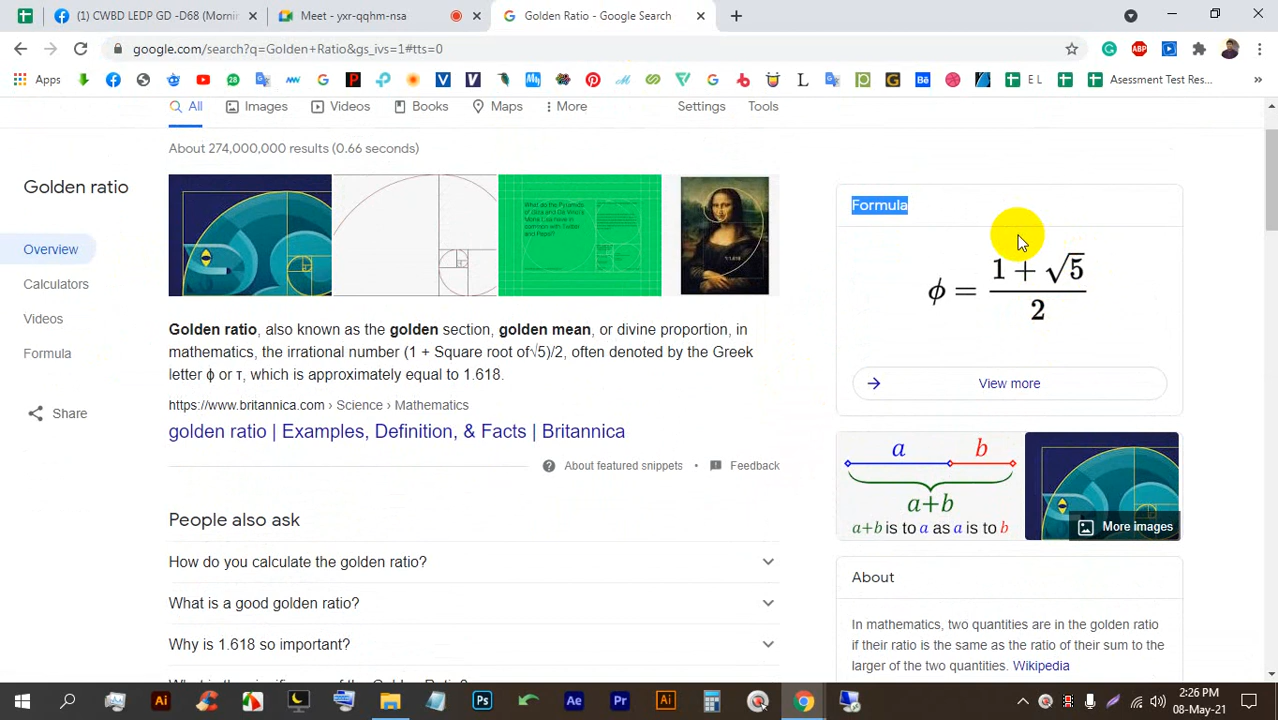 (1) CWBD LEDP GD -D68 (Mornin
Meet - yxr-qqhm-nsa
Golden Ratio - Google Search
google.com/search?q=Golden+Ratio&gs_ivs=1#tts=0
Apps
E L
Asessment Test Res...
All
Images
Videos
Books
Maps
More
Settings
Tools
About 274,000,000 results (0.66 seconds)
Golden ratio
Overview
Calculators
Videos
Formula
Share
Golden ratio, also known as the golden section, golden mean, or divine proportion, in
mathematics, the irrational number (1 + Square root of√5)/2, often denoted by the Greek
letter ϕ or τ, which is approximately equal to 1.618.
https://www.britannica.com › Science › Mathematics
golden ratio | Examples, Definition, & Facts | Britannica
About featured snippets
Feedback
People also ask
How do you calculate the golden ratio?
What is a good golden ratio?
Why is 1.618 so important?
Formula
ϕ = (1 + √5) / 2
View more
a b
a+b
a+b is to a as a is to b
More images
About
In mathematics, two quantities are in the golden ratio
if their ratio is the same as the ratio of their sum to the
larger of the two quantities. Wikipedia
2:26 PM
08-May-21